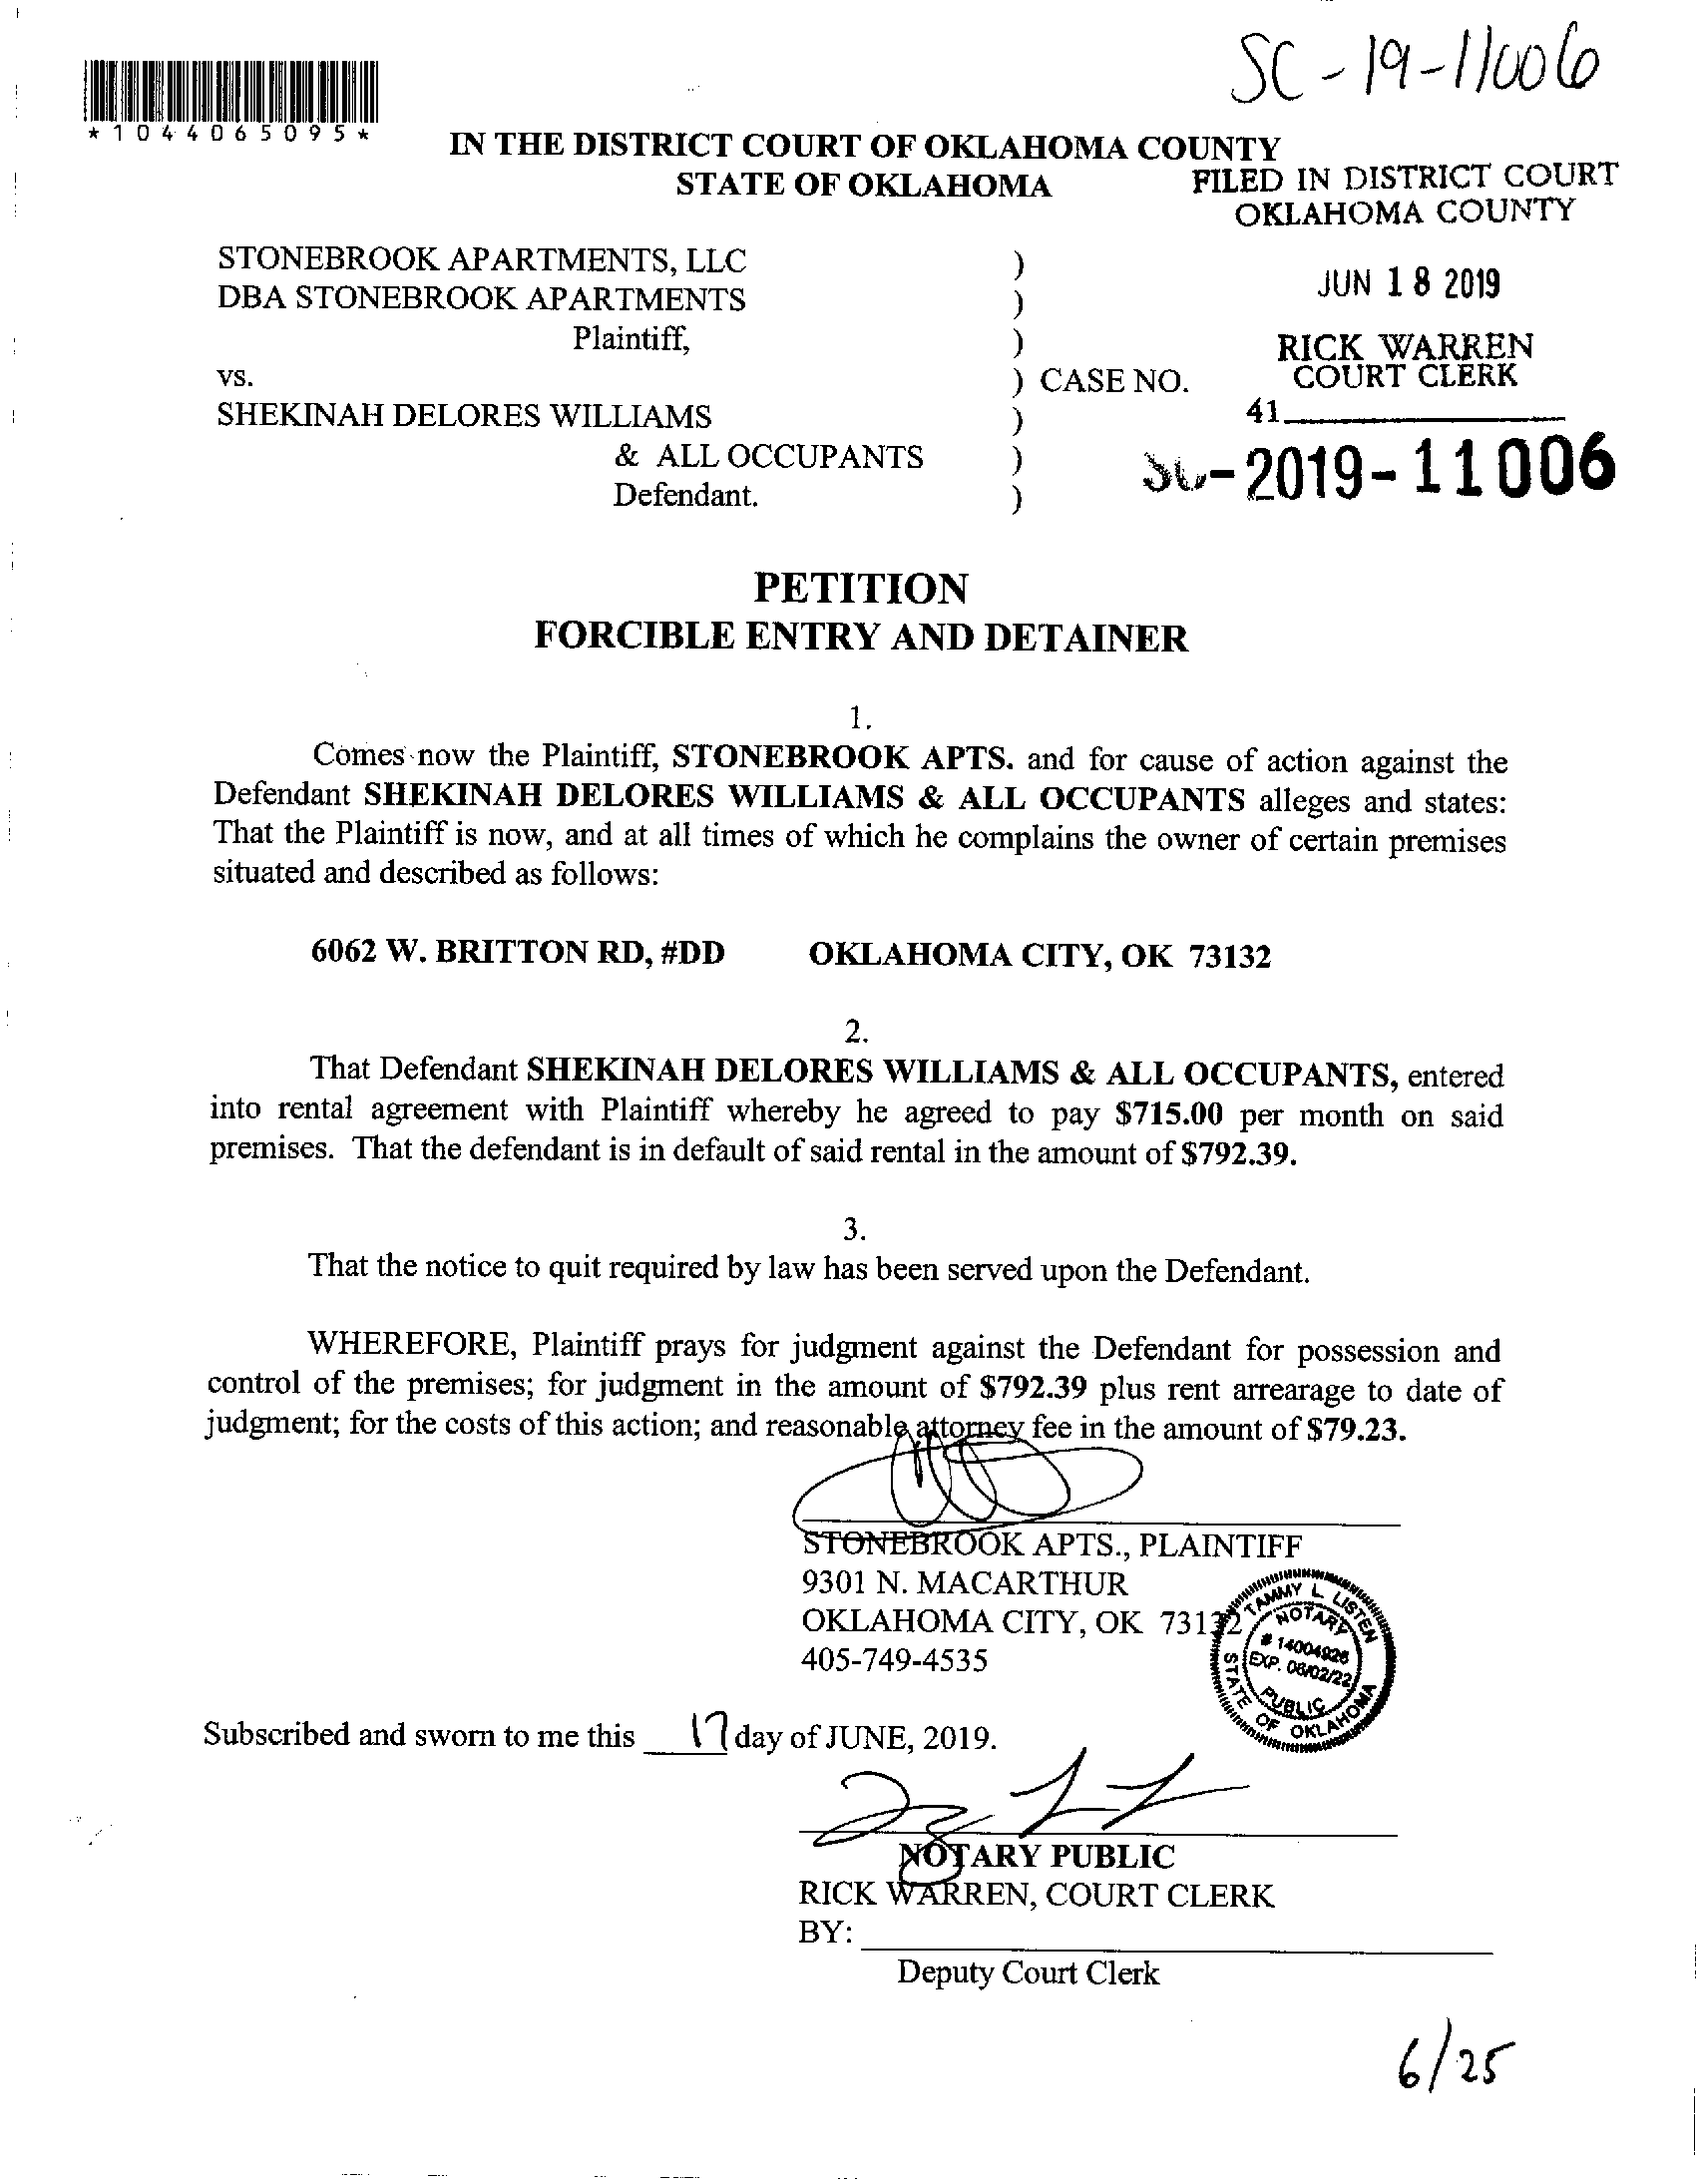 SC-19-11006
*1044065095*
IN THE DISTRICT COURT OF OKLAHOMA COUNTY
STATE OF OKLAHOMA
FILED IN DISTRICT COURT
OKLAHOMA COUNTY
STONEBROOK APARTMENTS, LLC )
DBA STONEBROOK APARTMENTS )
JUN 18 2019
Plaintiff, )
RICK WARREN
vs. ) CASE NO.
COURT CLERK
SHEKINAH DELORES WILLIAMS )
41
& ALL OCCUPANTS )
-2019-11006
Defendant. )
PETITION
FORCIBLE ENTRY AND DETAINER
1.
Comes now the Plaintiff, STONEBROOK APTS. and for cause of action against the
Defendant SHEKINAH DELORES WILLIAMS & ALL OCCUPANTS alleges and states:
That the Plaintiff is now, and at all times of which he complains the owner of certain premises
situated and described as follows:
6062 W. BRITTON RD, #DD OKLAHOMA CITY, OK 73132
2.
That Defendant SHEKINAH DELORES WILLIAMS & ALL OCCUPANTS, entered
into rental agreement with Plaintiff whereby he agreed to pay $715.00 per month on said
premises. That the defendant is in default of said rental in the amount of $792.39.
3.
That the notice to quit required by law has been served upon the Defendant.
WHEREFORE, Plaintiff prays for judgment against the Defendant for possession and
control of the premises; for judgment in the amount of $792.39 plus rent arrearage to date of
judgment; for the costs of this action; and reasonable attorney fee in the amount of $79.23.
STONEBROOK APTS., PLAINTIFF
9301 N. MACARTHUR
OKLAHOMA CITY, OK 73132
405-749-4535
TAMMY L. LISTEN
NOTARY
# 14004926
EXP. 06/02/22
PUBLIC
STATE OF OKLAHOMA
Subscribed and sworn to me this 17 day of JUNE, 2019.
NOTARY PUBLIC
RICK WARREN, COURT CLERK
BY:
Deputy Court Clerk
6/25